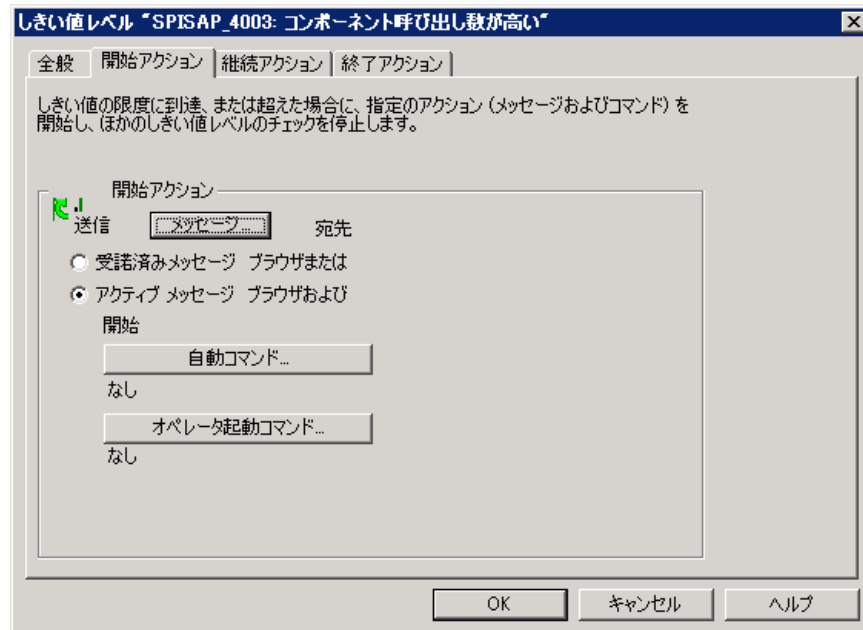 しきい値レベル "SPISAP_4003: コンポーネント呼び出し数が高い"
全般 開始アクション 継続アクション 終了アクション
しきい値の限度に到達、または超えた場合に、指定のアクション (メッセージおよびコマンド) を
開始し、ほかのしきい値レベルのチェックを停止します。
開始アクション
送信 メッセージ... 宛先
受諾済みメッセージ ブラウザまたは
アクティブ メッセージ ブラウザおよび
開始
自動コマンド...
なし
オペレータ起動コマンド...
なし
OK キャンセル ヘルプ